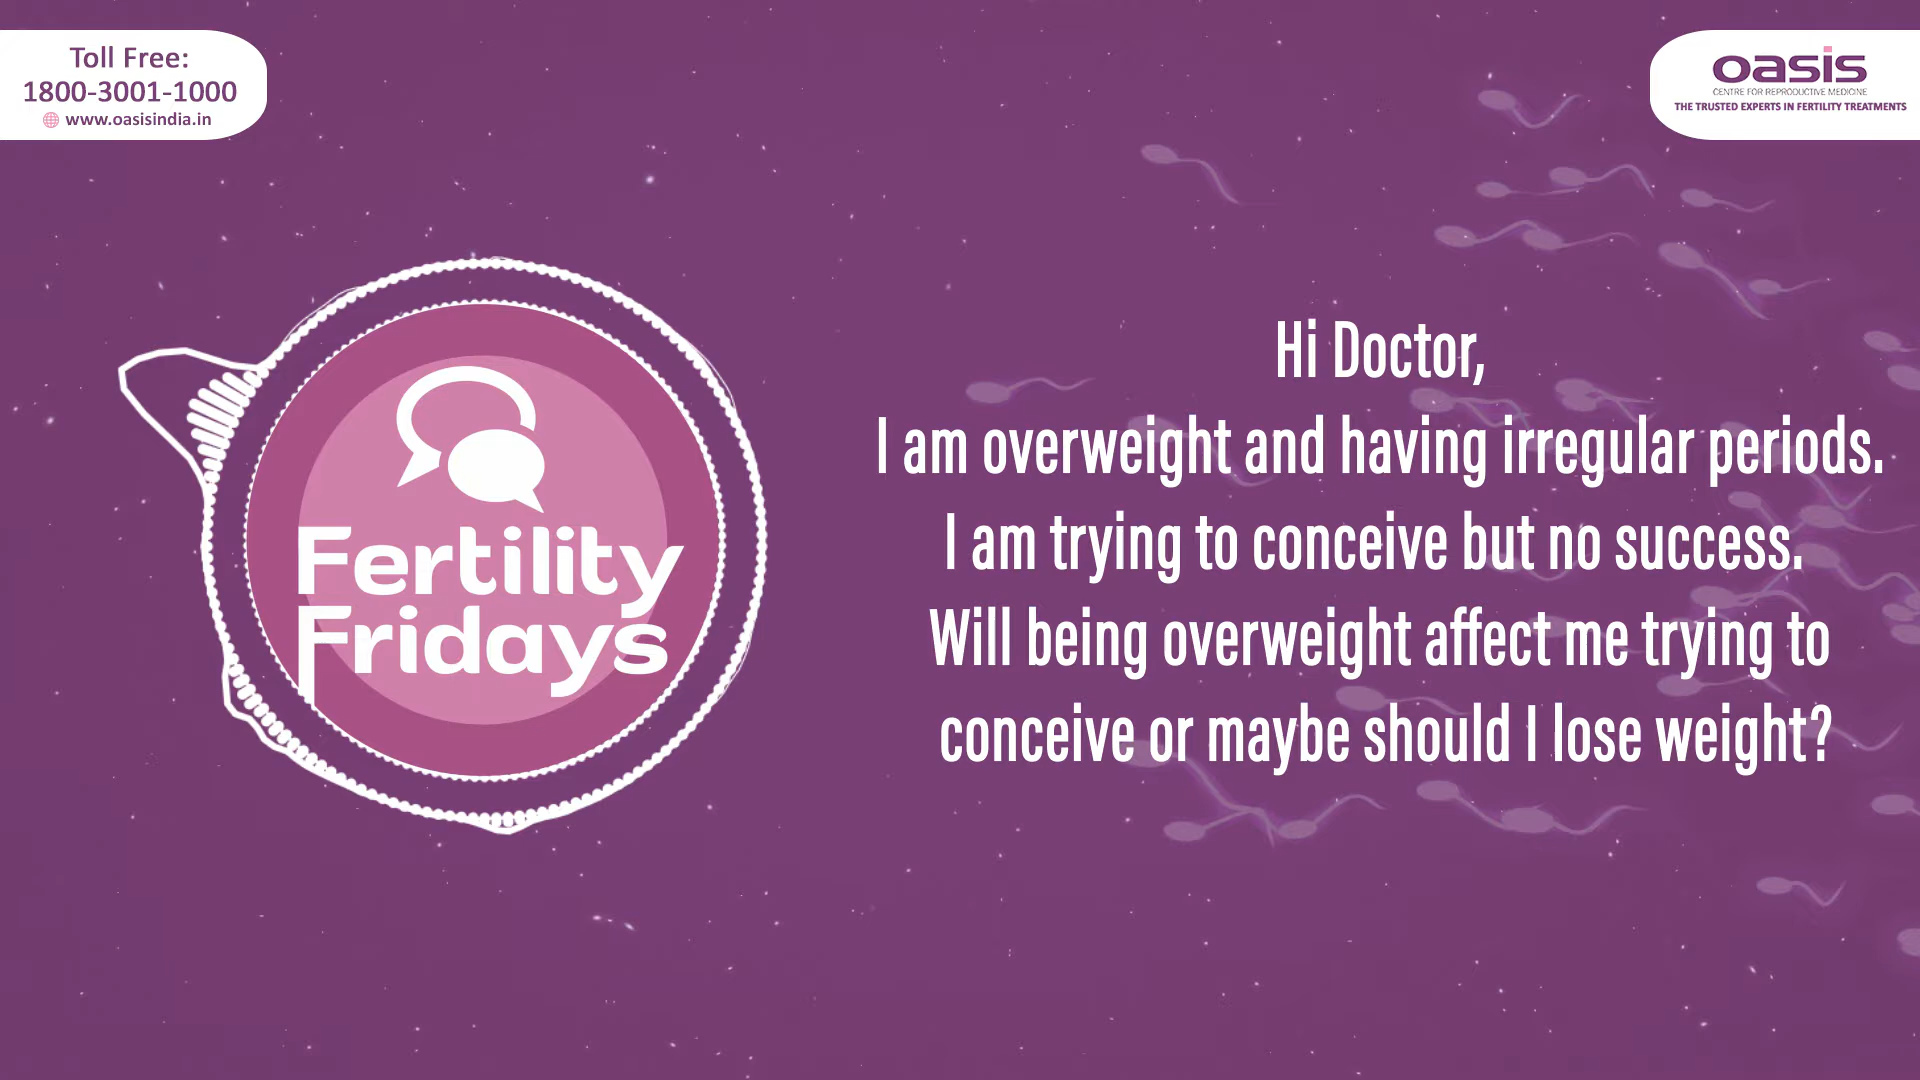 Toll Free:
1800-3001-1000
www.oasisindia.in
oasis
CENTRE FOR REPRODUCTIVE MEDICINE
THE TRUSTED EXPERTS IN FERTILITY TREATMENTS
Fertility
Fridays
Hi Doctor,
I am overweight and having irregular periods.
I am trying to conceive but no success.
Will being overweight affect me trying to
conceive or maybe should I lose weight?